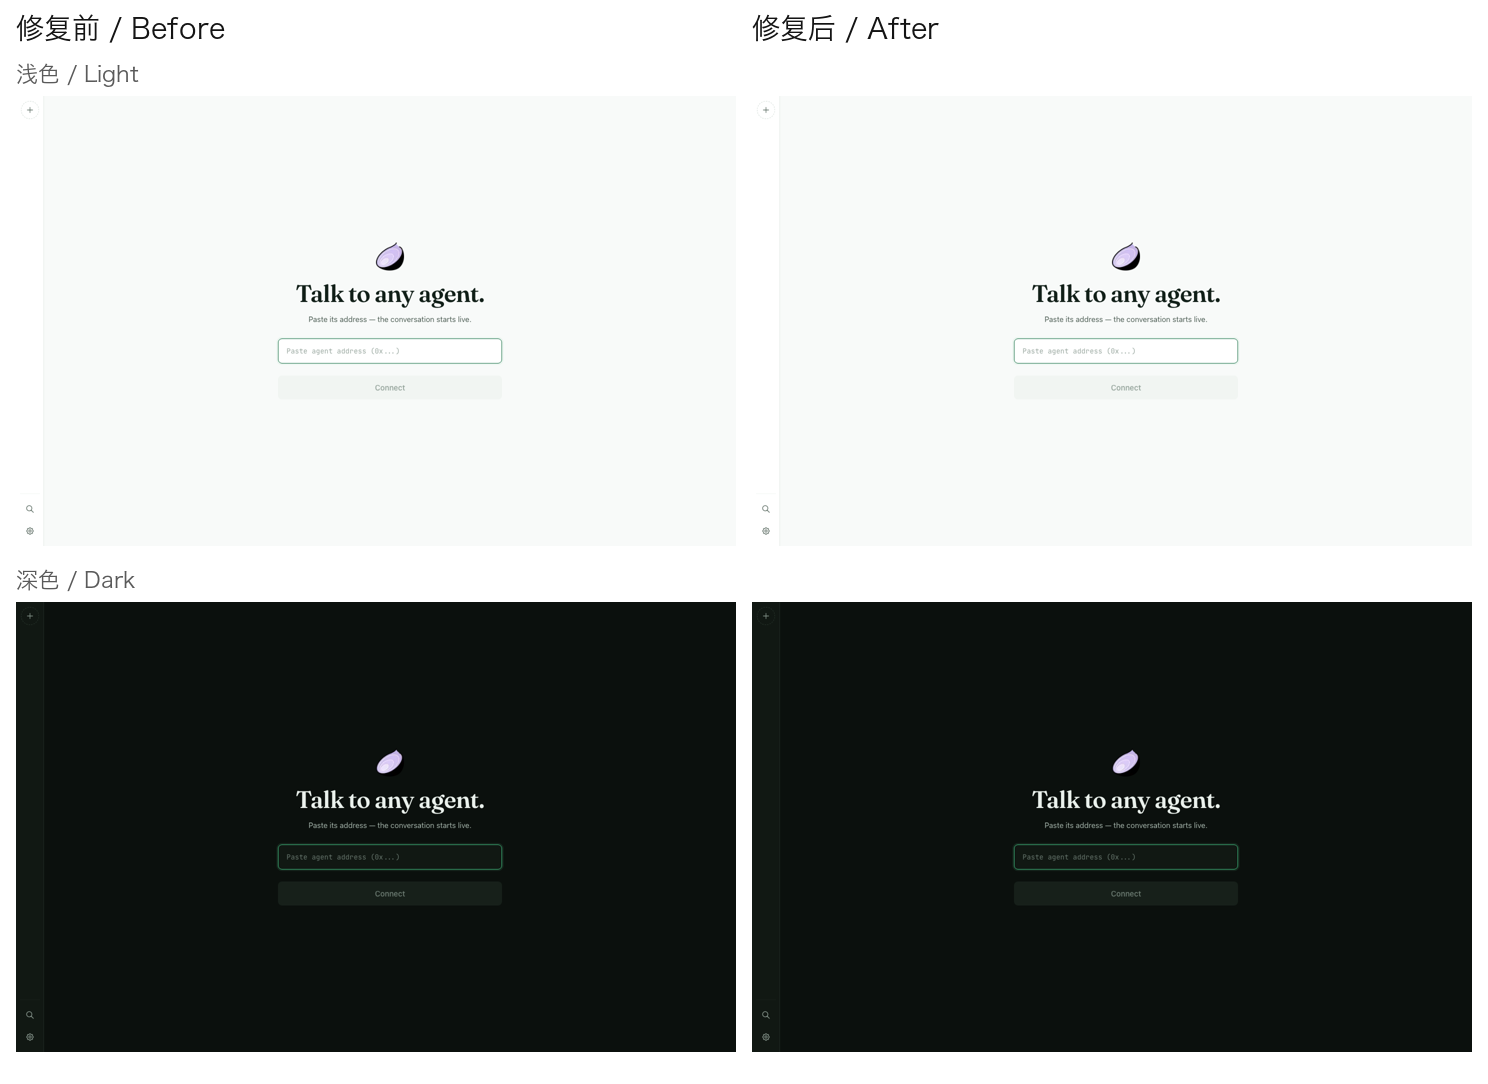 修复前 / Before
修复后 / After
浅色 / Light
Talk to any agent.
Paste its address — the conversation starts live.
Paste agent address (0x...)
Connect
Talk to any agent.
Paste its address — the conversation starts live.
Paste agent address (0x...)
Connect
深色 / Dark
Talk to any agent.
Paste its address — the conversation starts live.
Paste agent address (0x...)
Connect
Talk to any agent.
Paste its address — the conversation starts live.
Paste agent address (0x...)
Connect